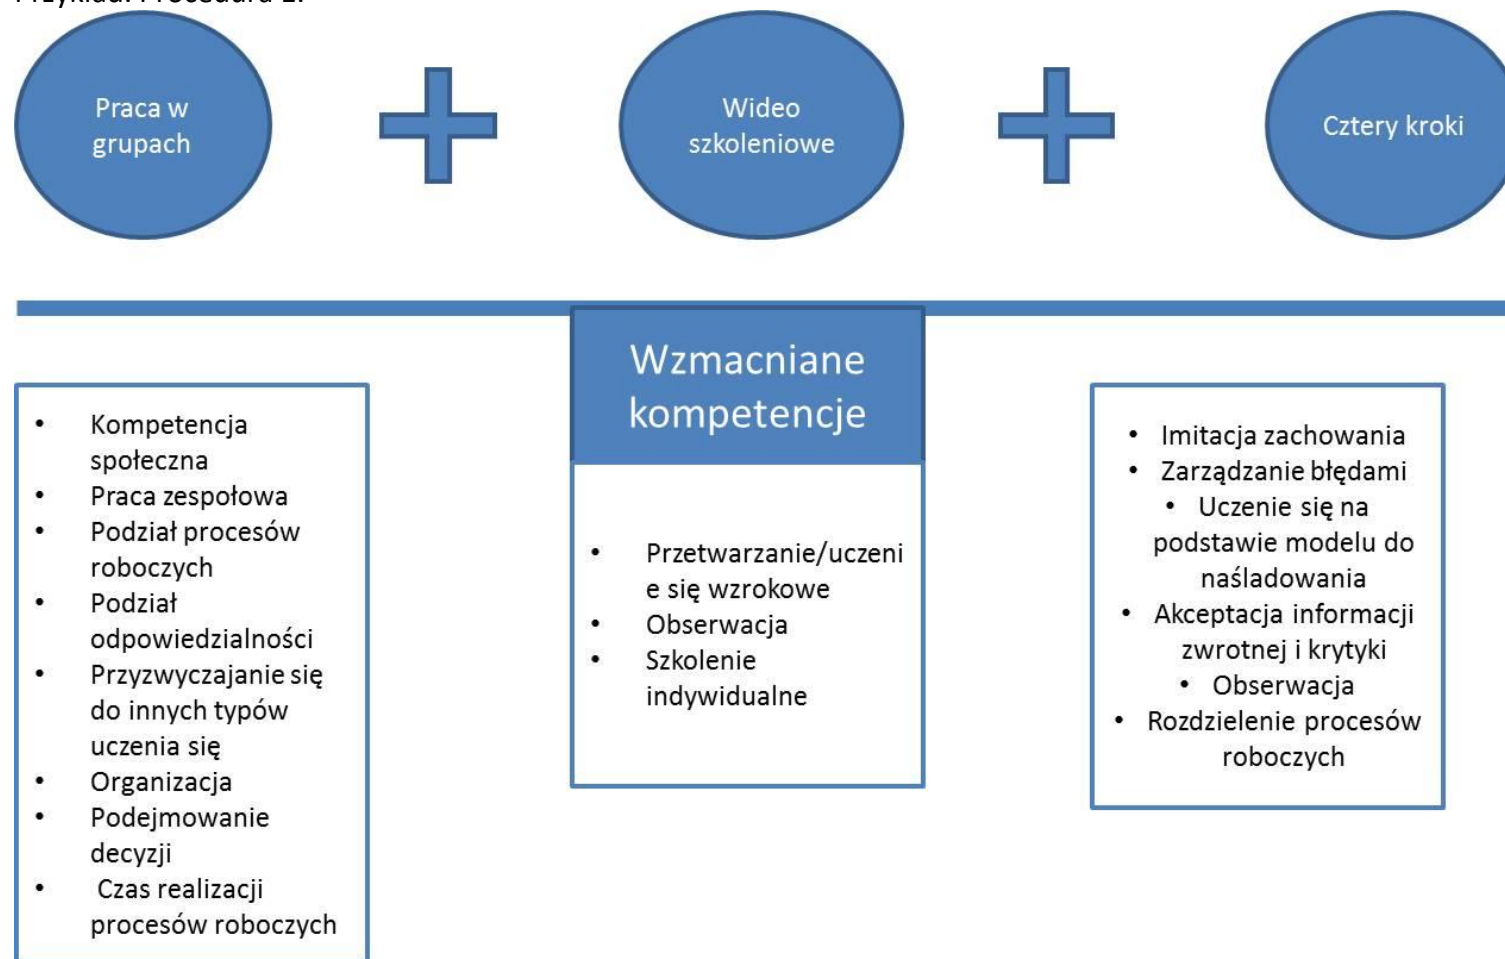 Praca w
grupach
Wideo
szkoleniowe
Cztery kroki
Wzmacniane
kompetencje
• Kompetencja
społeczna
• Praca zespołowa
• Podział procesów
roboczych
• Podział
odpowiedzialności
• Przyzwyczajanie się
do innych typów
uczenia się
• Organizacja
• Podejmowanie
decyzji
• Czas realizacji
procesów roboczych
• Przetwarzanie/uczeni
e się wzrokowe
• Obserwacja
• Szkolenie
indywidualne
• Imitacja zachowania
• Zarządzanie błędami
• Uczenie się na
podstawie modelu do
naśladowania
• Akceptacja informacji
zwrotnej i krytyki
• Obserwacja
• Rozdzielenie procesów
roboczych